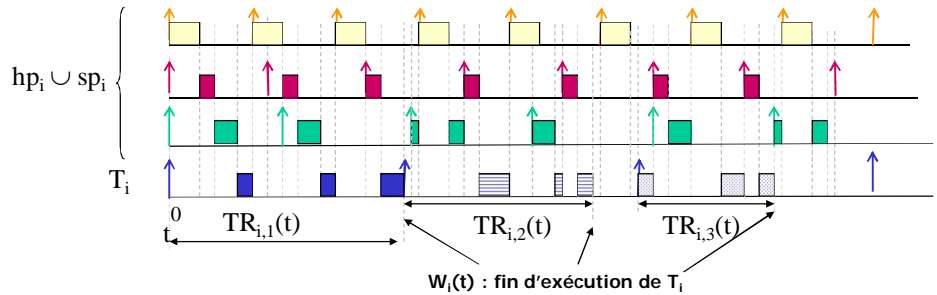 hpᵢ ∪ spᵢ
Tᵢ
0
t
TRᵢ,₁(t)
TRᵢ,₂(t)
TRᵢ,₃(t)
Wᵢ(t) : fin d'exécution de Tᵢ